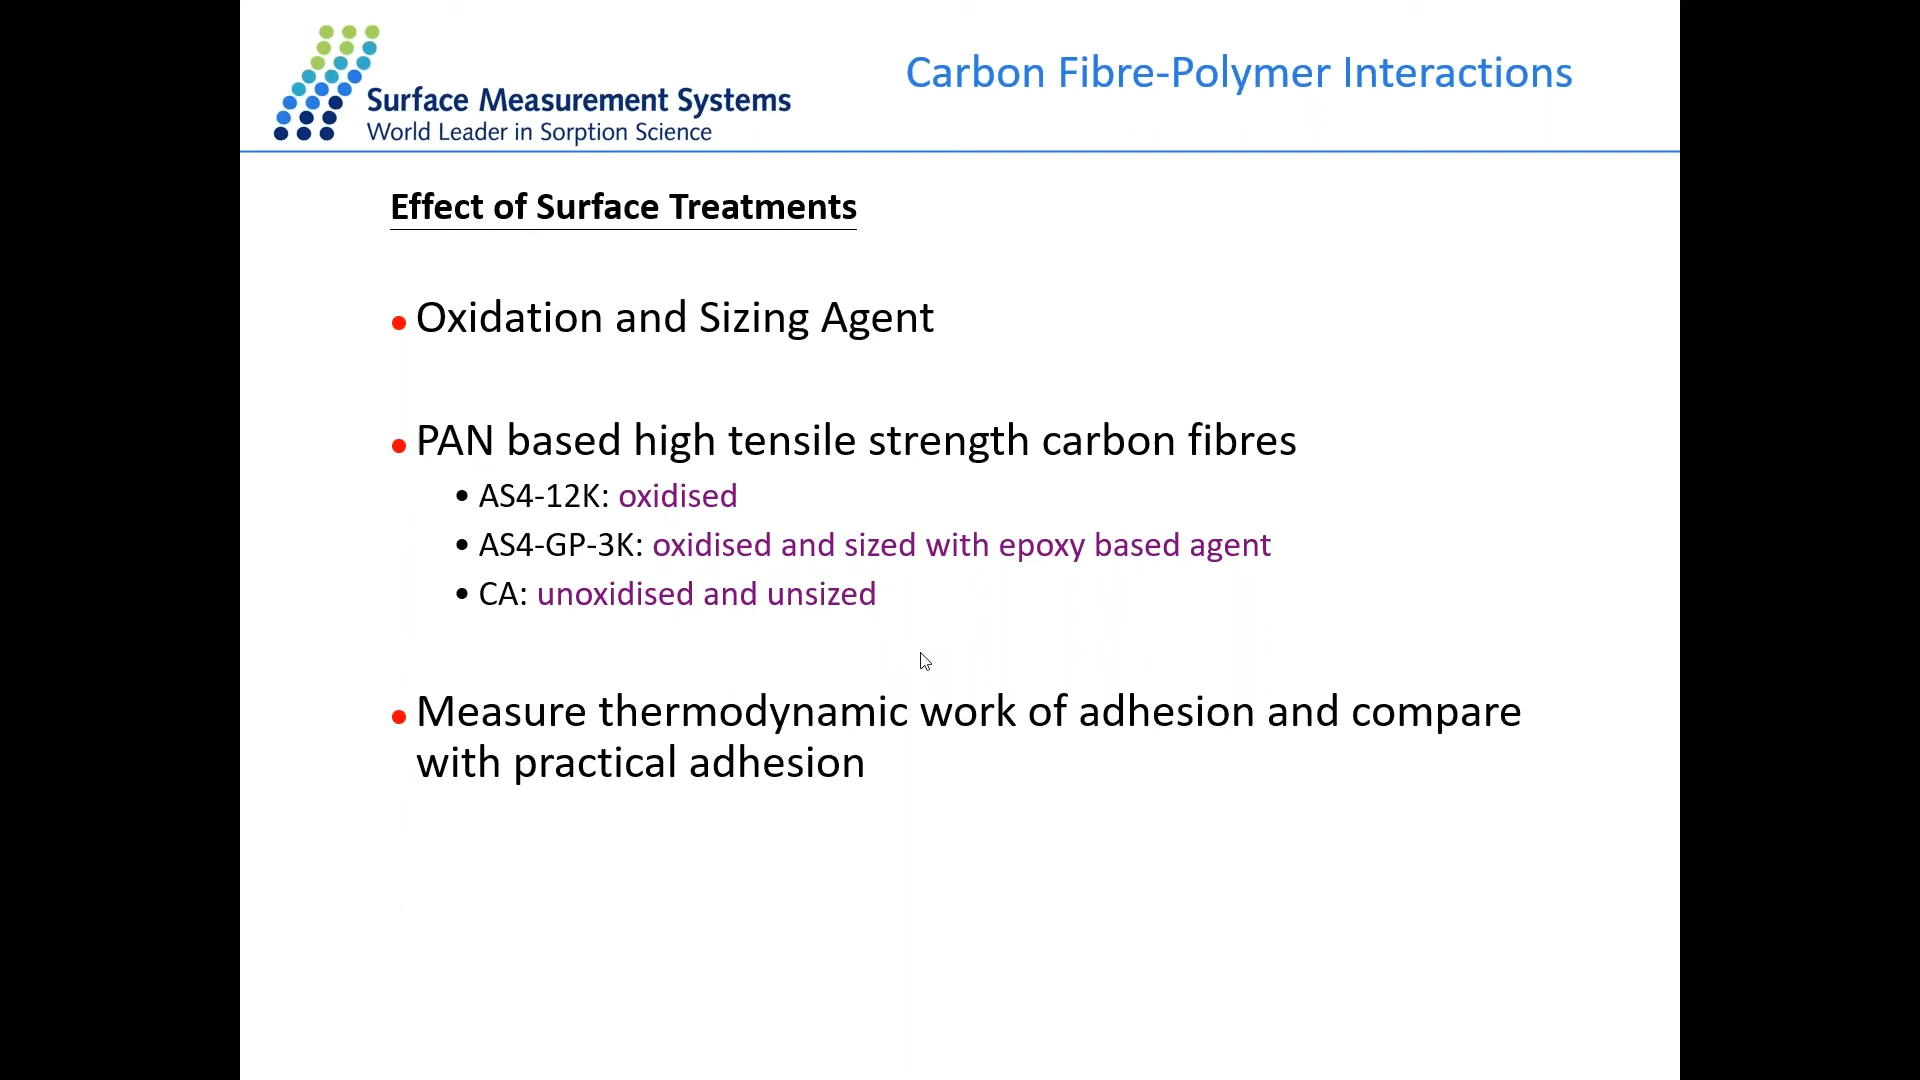 Surface Measurement Systems
World Leader in Sorption Science
Carbon Fibre-Polymer Interactions
Effect of Surface Treatments
• Oxidation and Sizing Agent
• PAN based high tensile strength carbon fibres
• AS4-12K: oxidised
• AS4-GP-3K: oxidised and sized with epoxy based agent
• CA: unoxidised and unsized
• Measure thermodynamic work of adhesion and compare
with practical adhesion